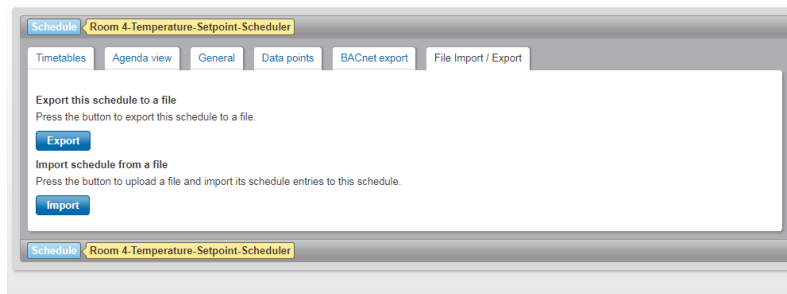 Schedule Room 4-Temperature-Setpoint-Scheduler
Timetables Agenda view General Data points BACnet export File Import / Export
Export this schedule to a file
Press the button to export this schedule to a file.
Export
Import schedule from a file
Press the button to upload a file and import its schedule entries to this schedule.
Import
Schedule Room 4-Temperature-Setpoint-Scheduler